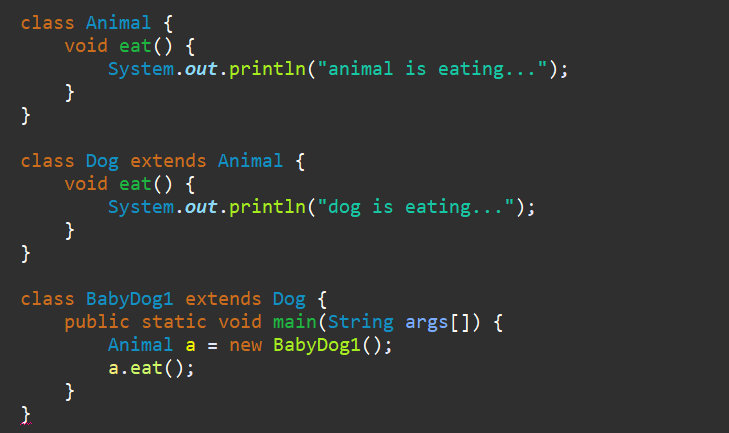 class Animal {
    void eat() {
        System.out.println("animal is eating...");
    }
}

class Dog extends Animal {
    void eat() {
        System.out.println("dog is eating...");
    }
}

class BabyDog1 extends Dog {
    public static void main(String args[]) {
        Animal a = new BabyDog1();
        a.eat();
    }
}